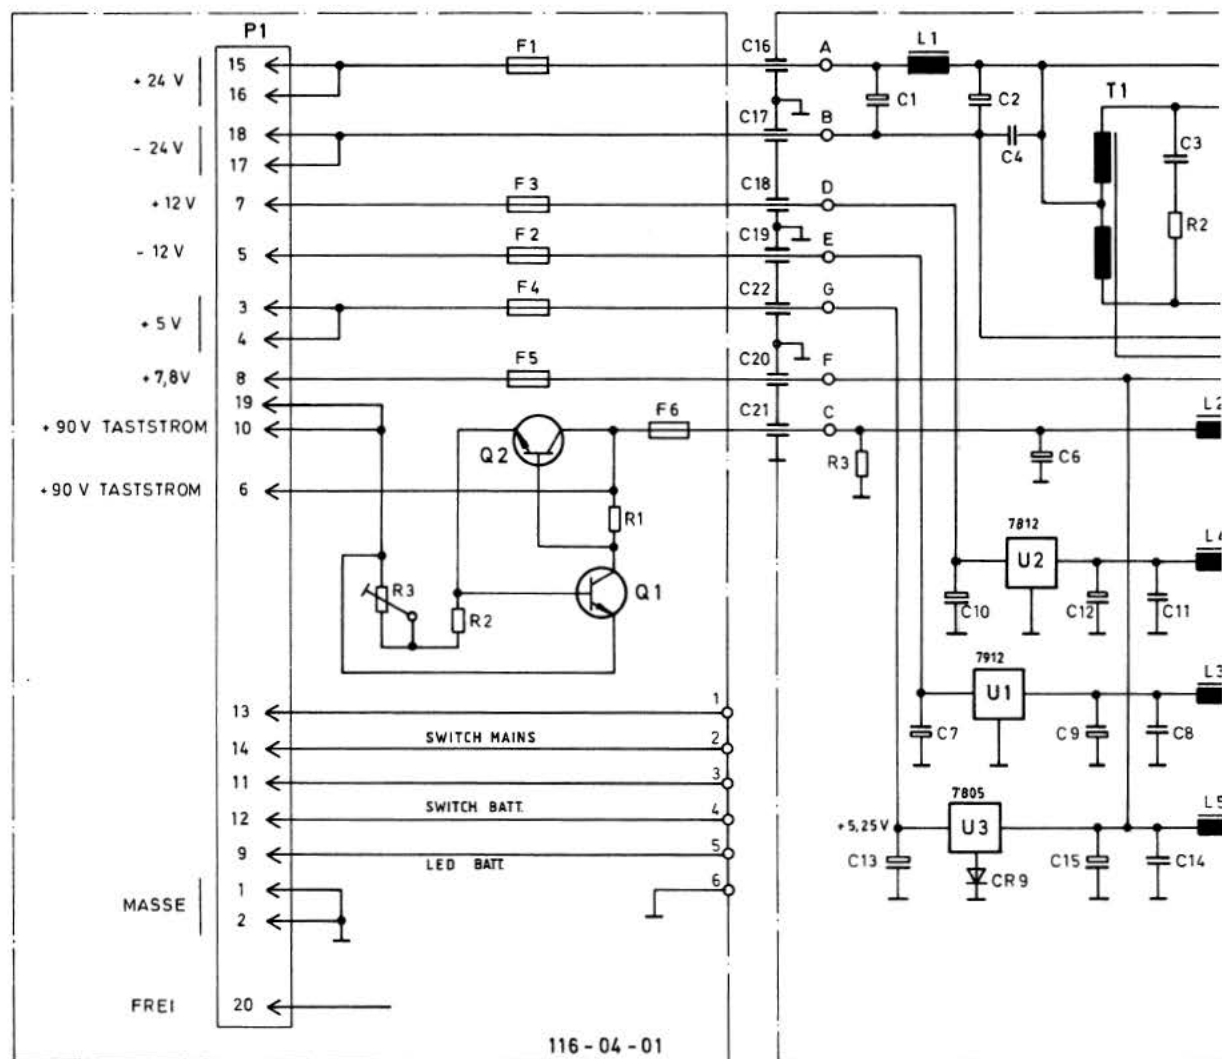 P1
F1
C16
A
L1
+ 24 V
15
16
C1
C2
T1
C17
B
- 24 V
18
17
C4
C3
F3
C18
D
+ 12 V
7
R2
F2
C19
E
- 12 V
5
F4
C22
G
+ 5 V
3
4
F5
C20
F
+7,8V
8
19
L2
+ 90 V TASTSTROM
10
F6
C21
C
Q2
R3
C6
+90 V TASTSTROM
6
R1
7812
L4
U2
R3
Q1
R2
C10
C12
C11
7912
L3
U1
13
1
C7
C9
C8
SWITCH MAINS
14
2
11
3
7805
L5
SWITCH BATT.
12
4
+5,25V
U3
9
5
LED BATT.
C13
C15
C14
CR9
1
6
MASSE
2
FREI
20
116 - 04 - 01